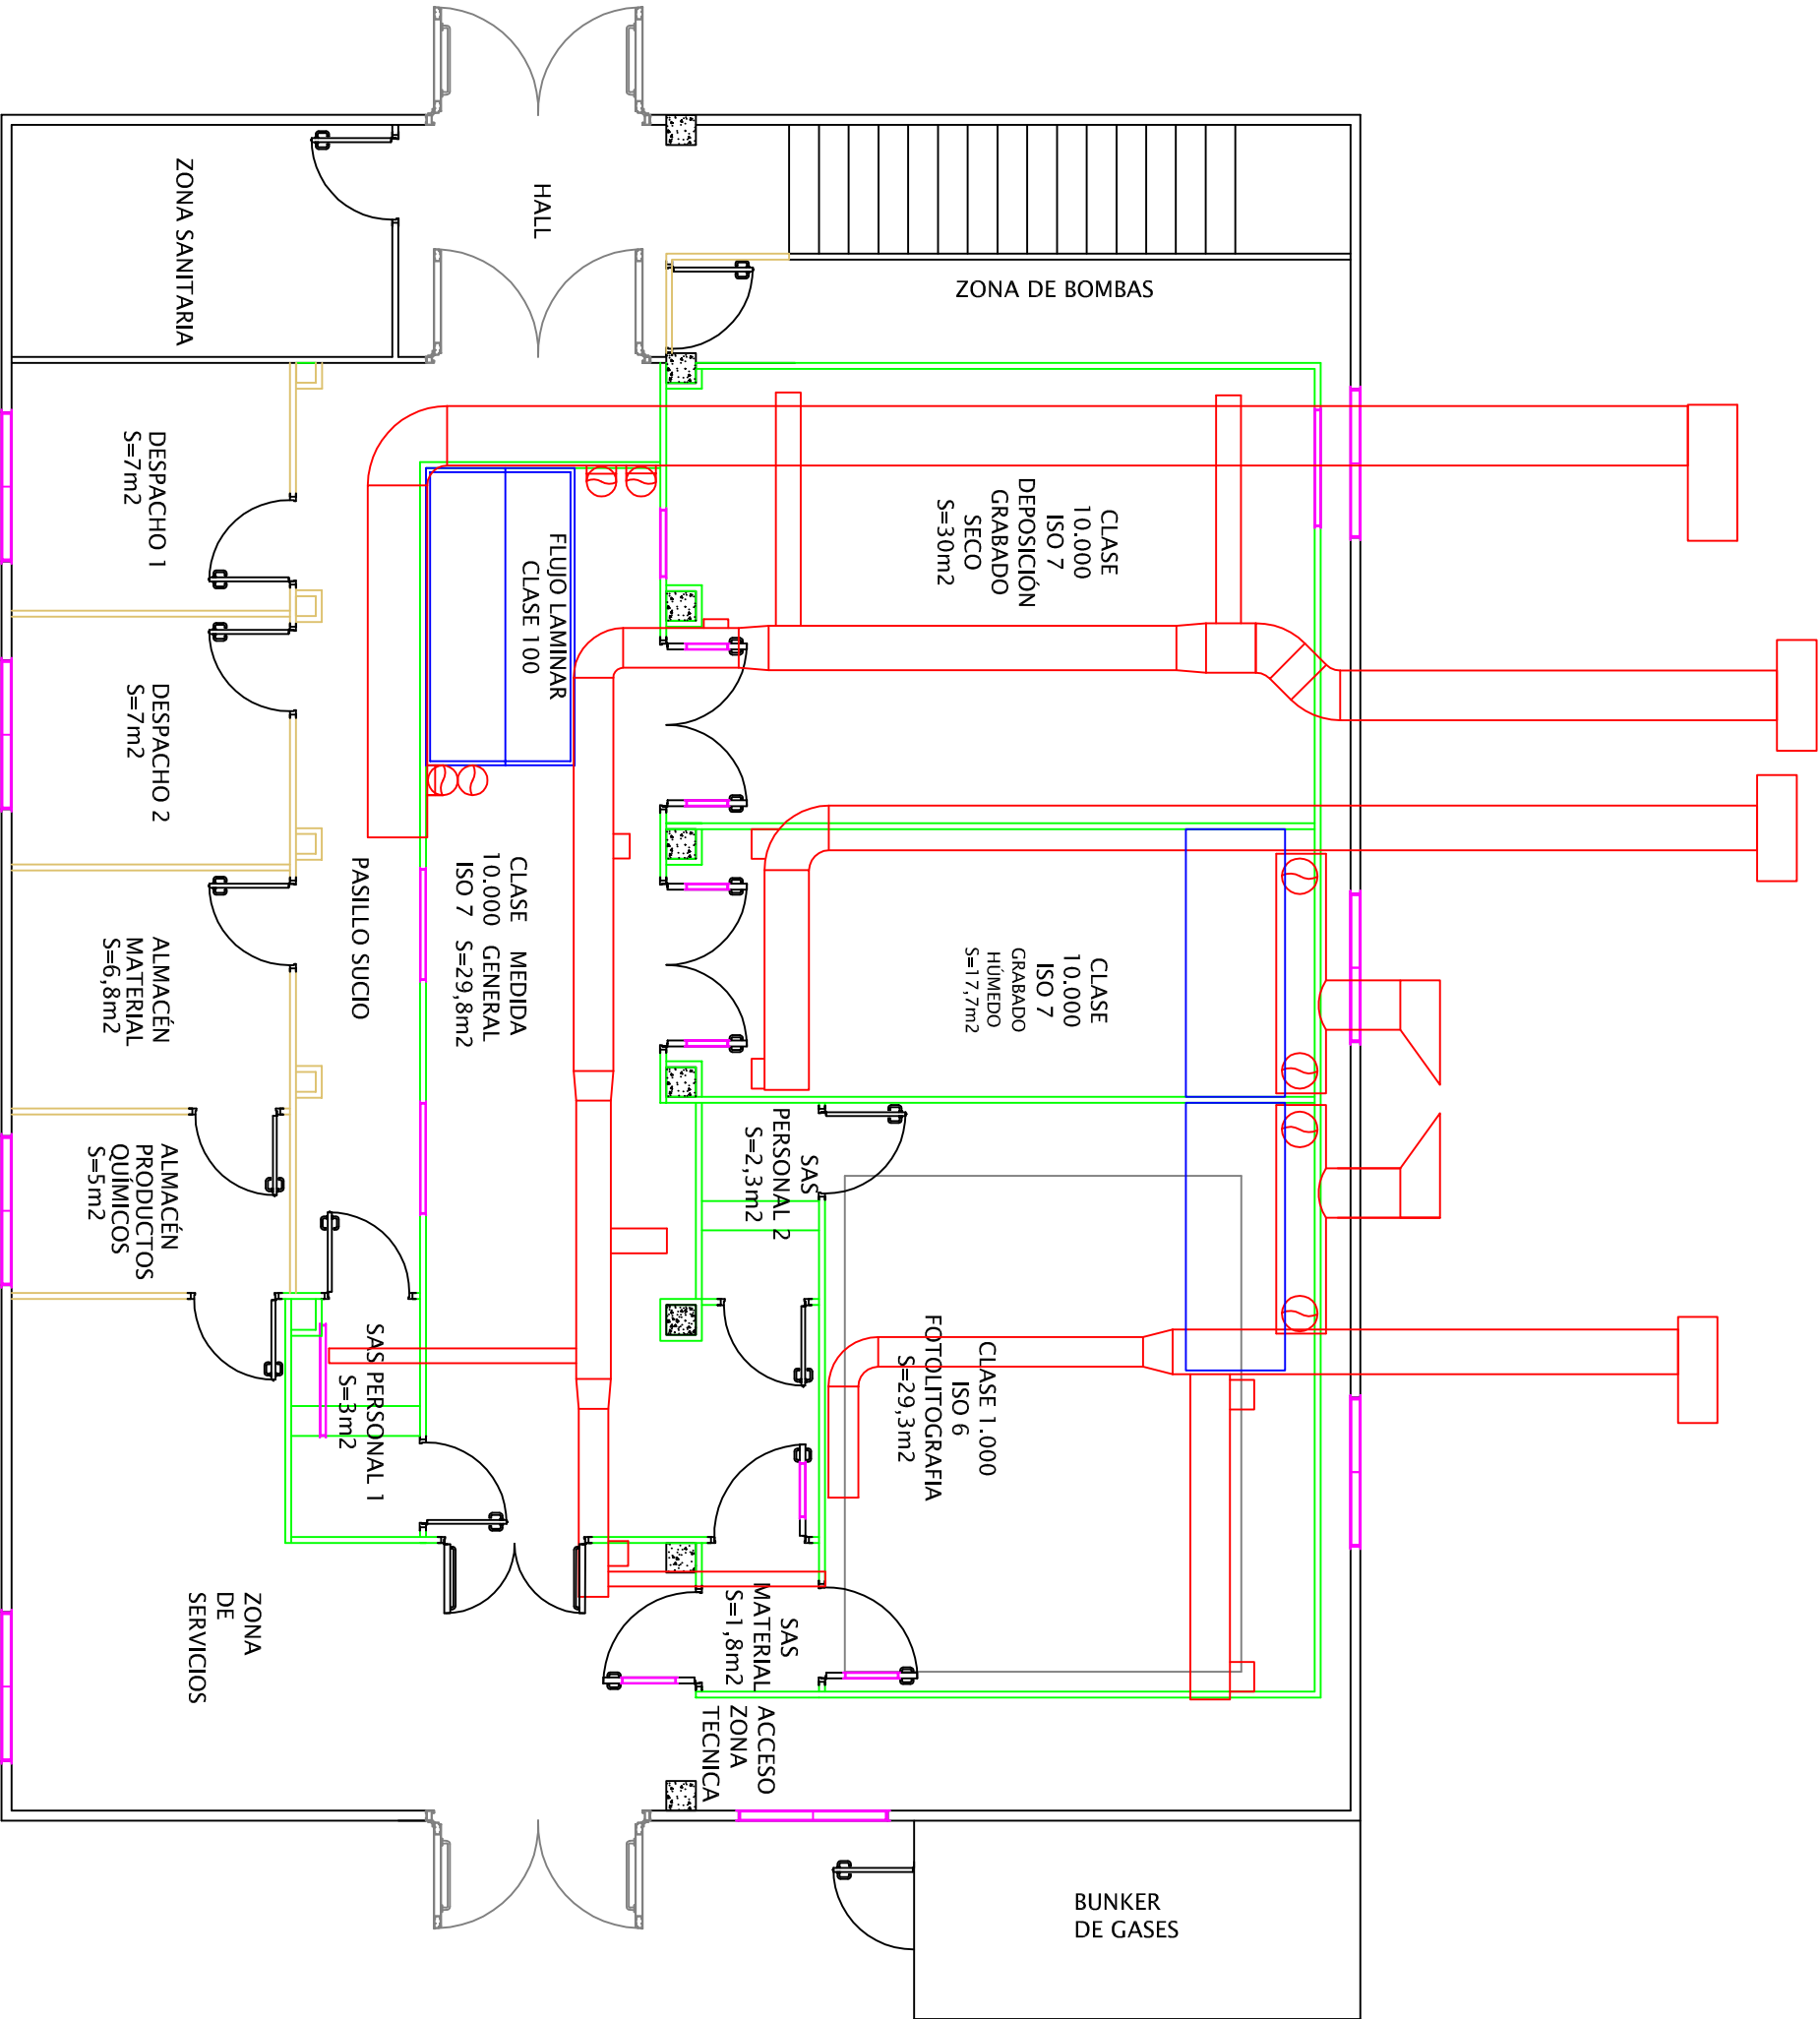 ZONA SANITARIA
HALL
ZONA DE BOMBAS
DESPACHO 1
S=7m2
FLUJO LAMINAR
CLASE 100
CLASE
10.000
ISO 7
DEPOSICIÓN
GRABADO
SECO
S=30m2
DESPACHO 2
S=7m2
PASILLO SUCIO
CLASE MEDIDA
10.000 GENERAL
ISO 7 S=29,8m2
CLASE
10.000
ISO 7
GRABADO
HÚMEDO
S=17,7m2
ALMACÉN
MATERIAL
S=6,8m2
ALMACÉN
PRODUCTOS
QUÍMICOS
S=5m2
SAS
PERSONAL 2
S=2,3m2
SAS PERSONAL 1
S=3m2
CLASE 1.000
ISO 6
FOTOLITOGRAFIA
S=29,3m2
ZONA
DE
SERVICIOS
SAS
MATERIAL
S=1,8m2
ACCESO
ZONA
TECNICA
BUNKER
DE GASES